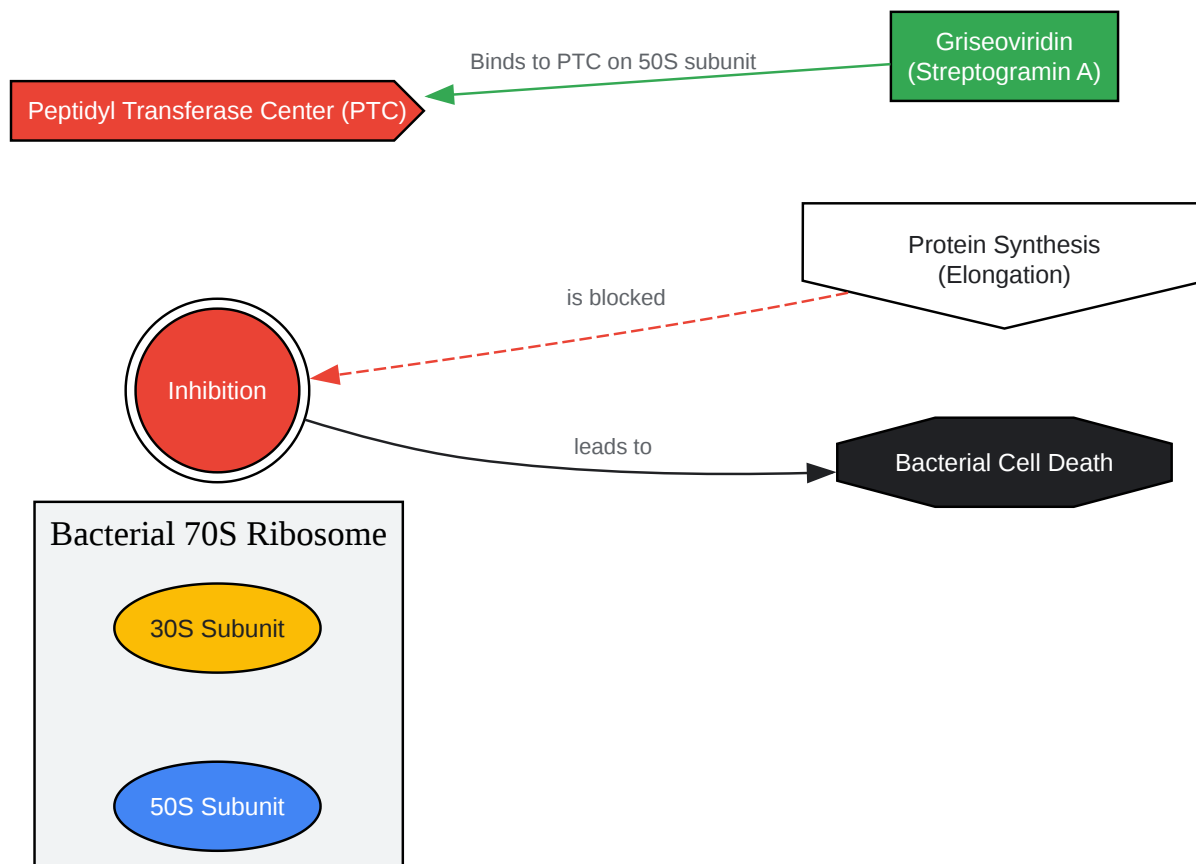 Griseoviridin
(Streptogramin A)
Binds to PTC on 50S subunit
Peptidyl Transferase Center (PTC)
Protein Synthesis
(Elongation)
is blocked
Inhibition
leads to
Bacterial Cell Death
Bacterial 70S Ribosome
30S Subunit
50S Subunit